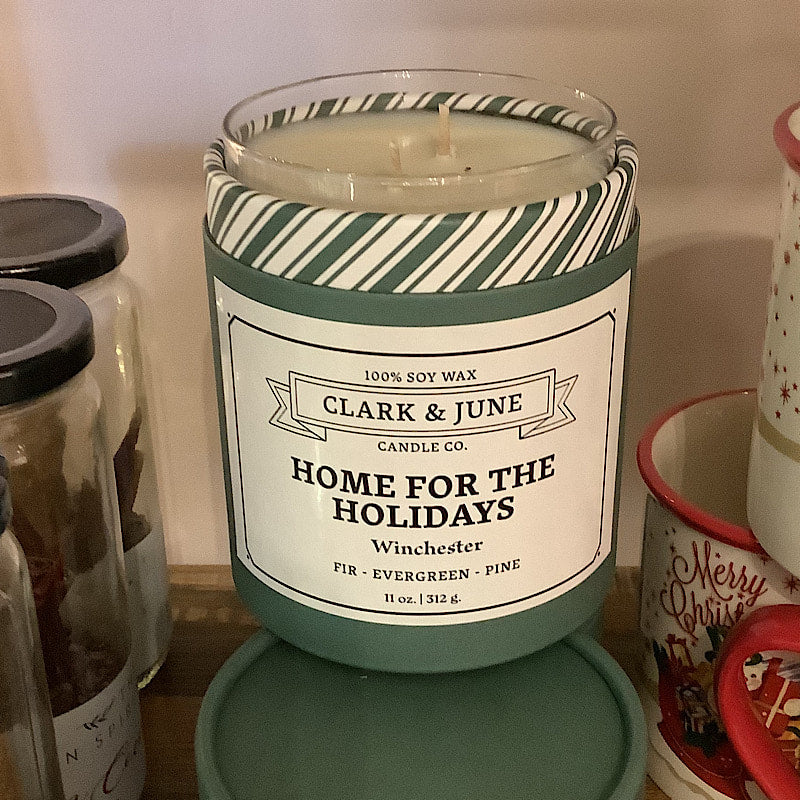 100% SOY WAX
CLARK & JUNE
CANDLE CO.
HOME FOR THE
HOLIDAYS
Winchester
FIR - EVERGREEN - PINE
11 oz. | 312 g.
Merry